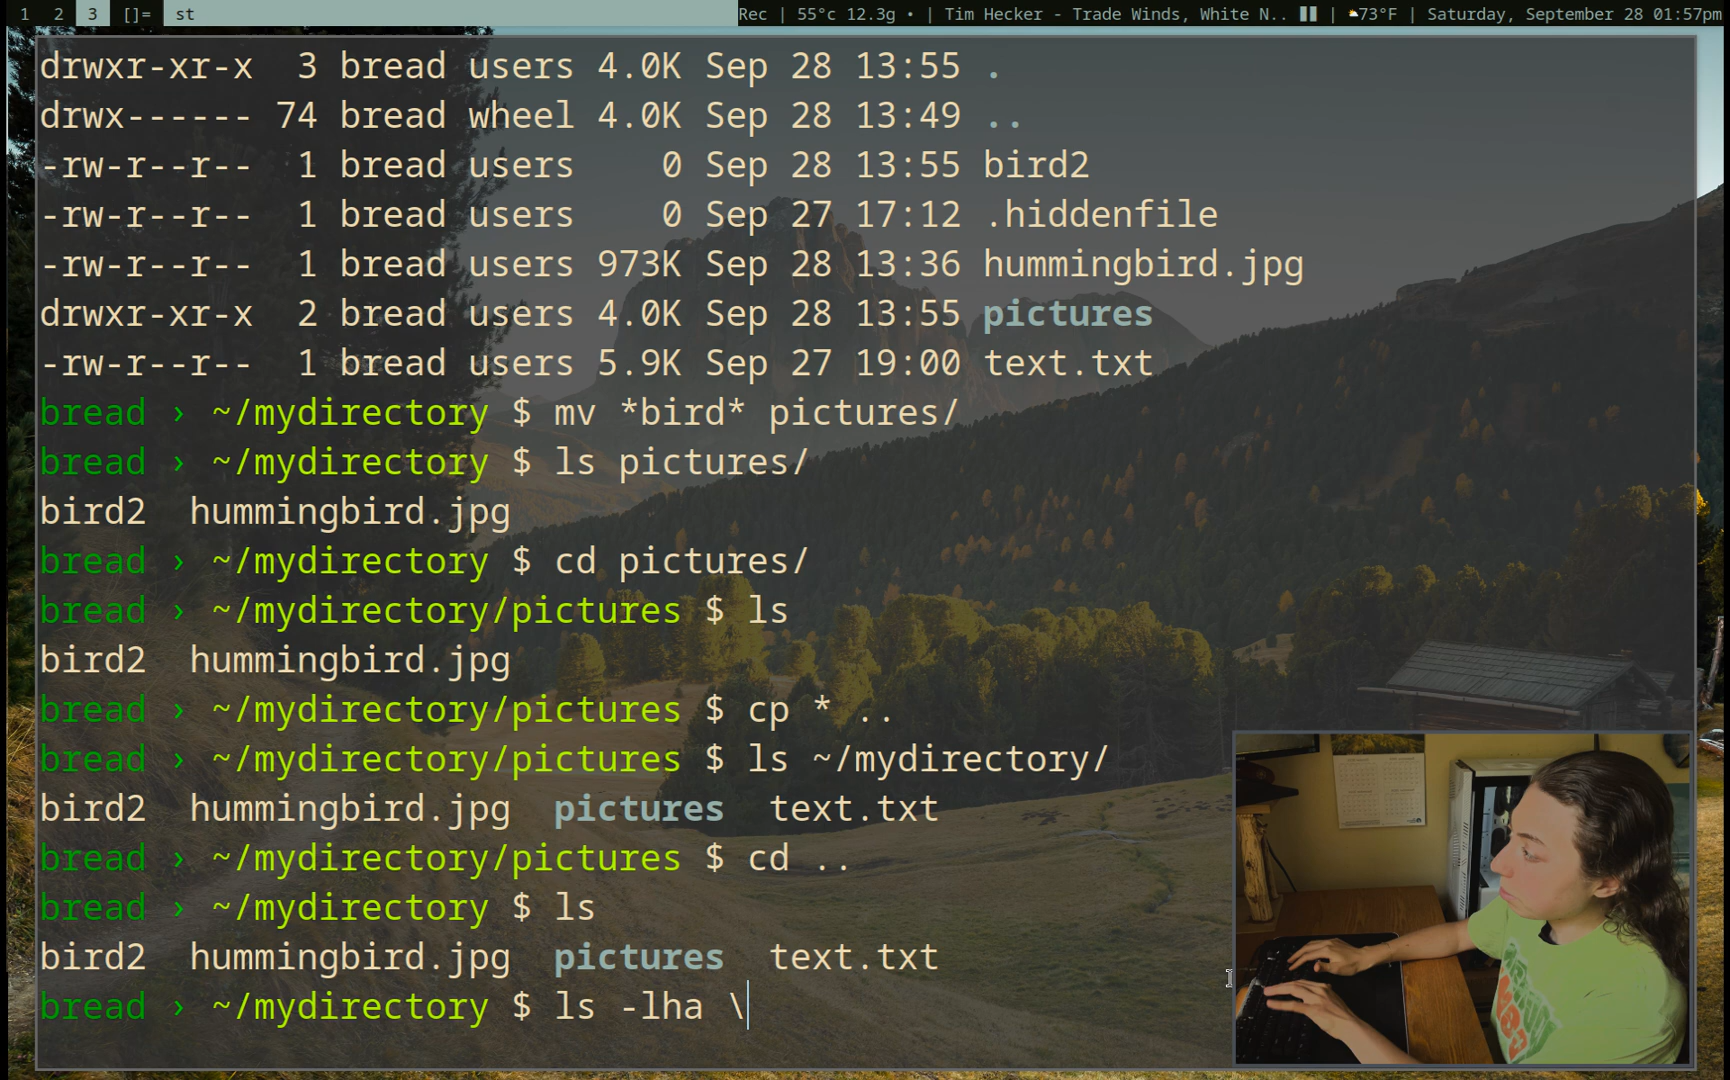 1 2 3 []= st Rec | 55°c 12.3g • | Tim Hecker - Trade Winds, White N.. | 73°F | Saturday, September 28 01:57pm
drwxr-xr-x  3 bread users 4.0K Sep 28 13:55 .
drwx------ 74 bread wheel 4.0K Sep 28 13:49 ..
-rw-r--r--  1 bread users    0 Sep 28 13:55 bird2
-rw-r--r--  1 bread users    0 Sep 27 17:12 .hiddenfile
-rw-r--r--  1 bread users 973K Sep 28 13:36 hummingbird.jpg
drwxr-xr-x  2 bread users 4.0K Sep 28 13:55 pictures
-rw-r--r--  1 bread users 5.9K Sep 27 19:00 text.txt
bread › ~/mydirectory $ mv *bird* pictures/
bread › ~/mydirectory $ ls pictures/
bird2  hummingbird.jpg
bread › ~/mydirectory $ cd pictures/
bread › ~/mydirectory/pictures $ ls
bird2  hummingbird.jpg
bread › ~/mydirectory/pictures $ cp * ..
bread › ~/mydirectory/pictures $ ls ~/mydirectory/
bird2  hummingbird.jpg  pictures  text.txt
bread › ~/mydirectory/pictures $ cd ..
bread › ~/mydirectory $ ls
bird2  hummingbird.jpg  pictures  text.txt
bread › ~/mydirectory $ ls -lha \